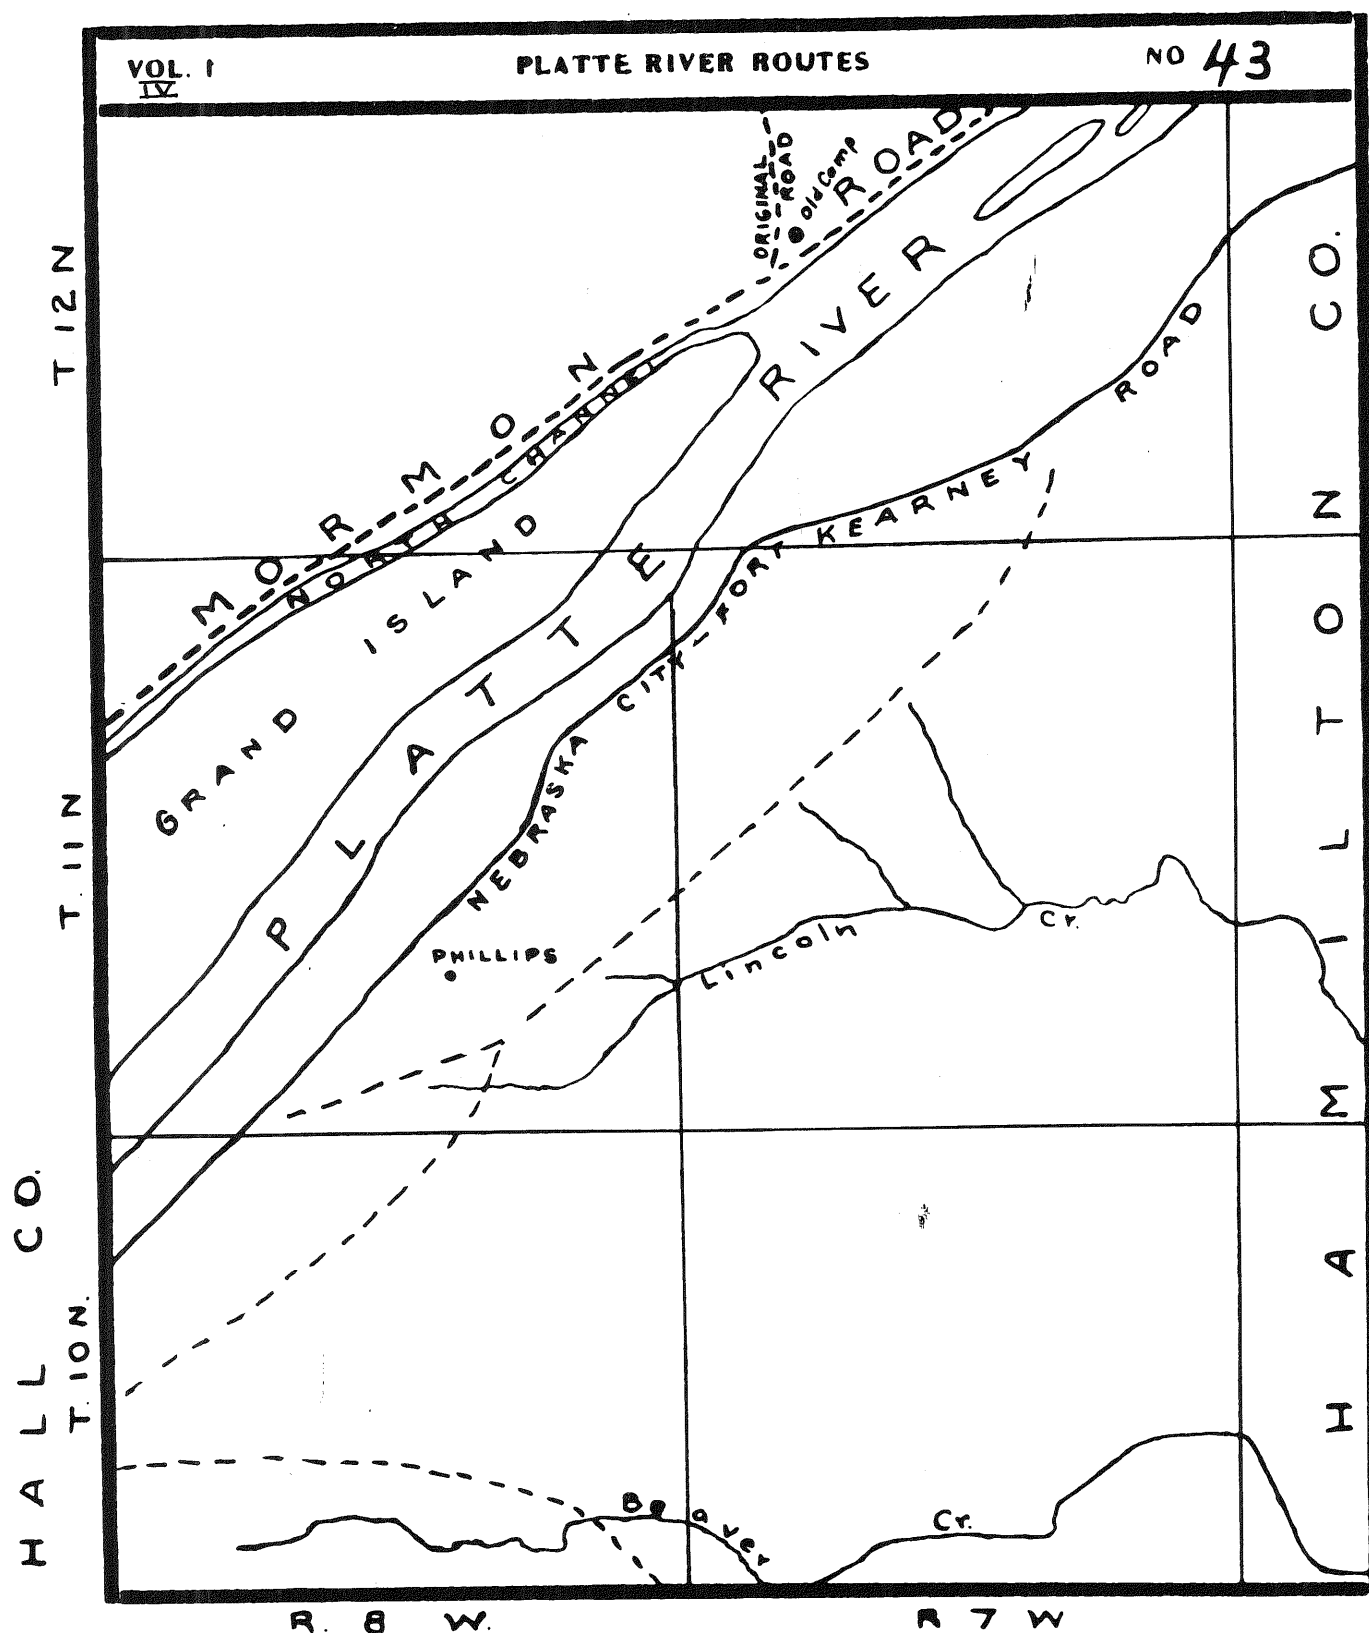 VOL. I
IV
PLATTE RIVER ROUTES
NO 43
ORIGINAL
ROAD
Old Camp
MORMON ROAD
NORTH CHANNEL
GRAND ISLAND
PLATTE RIVER
NEBRASKA CITY-FORT KEARNEY ROAD
PHILLIPS
Lincoln Cr.
Beaver Cr.
T 12 N
T. 11 N
T. 10 N.
HALL CO.
HAMILTON CO.
R. 8 W.
R 7 W